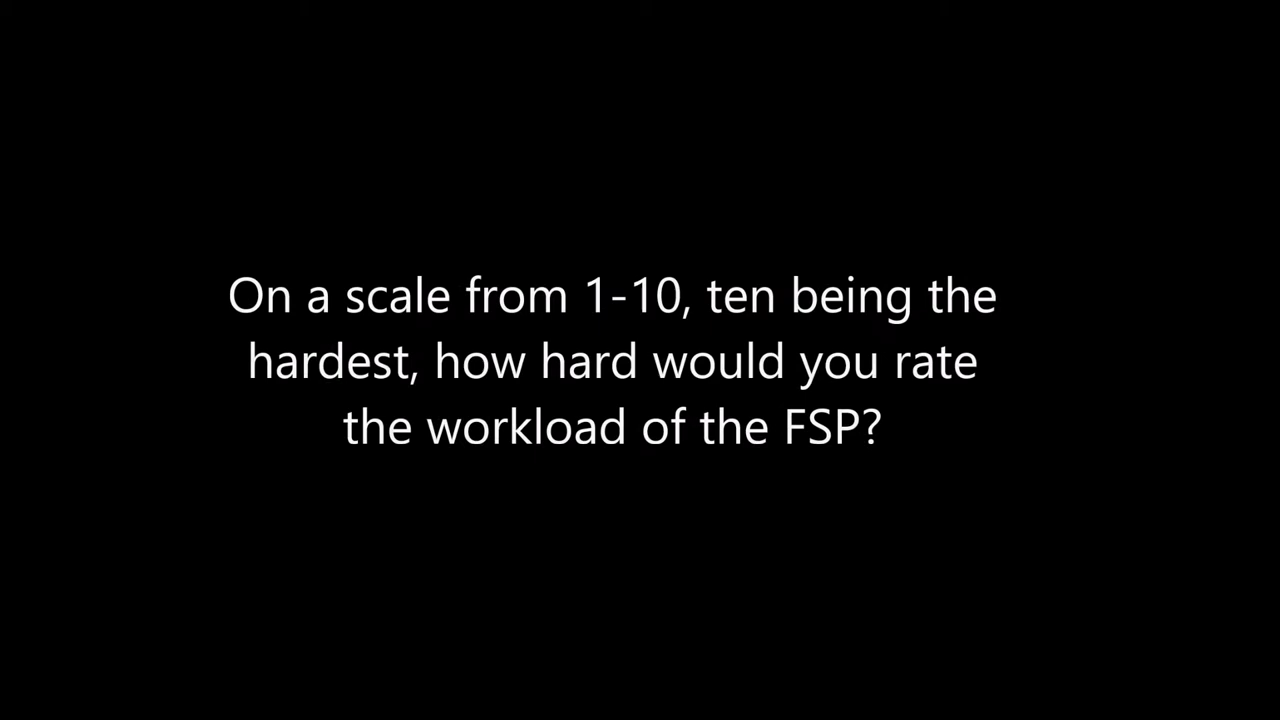 On a scale from 1-10, ten being the
hardest, how hard would you rate
the workload of the FSP?